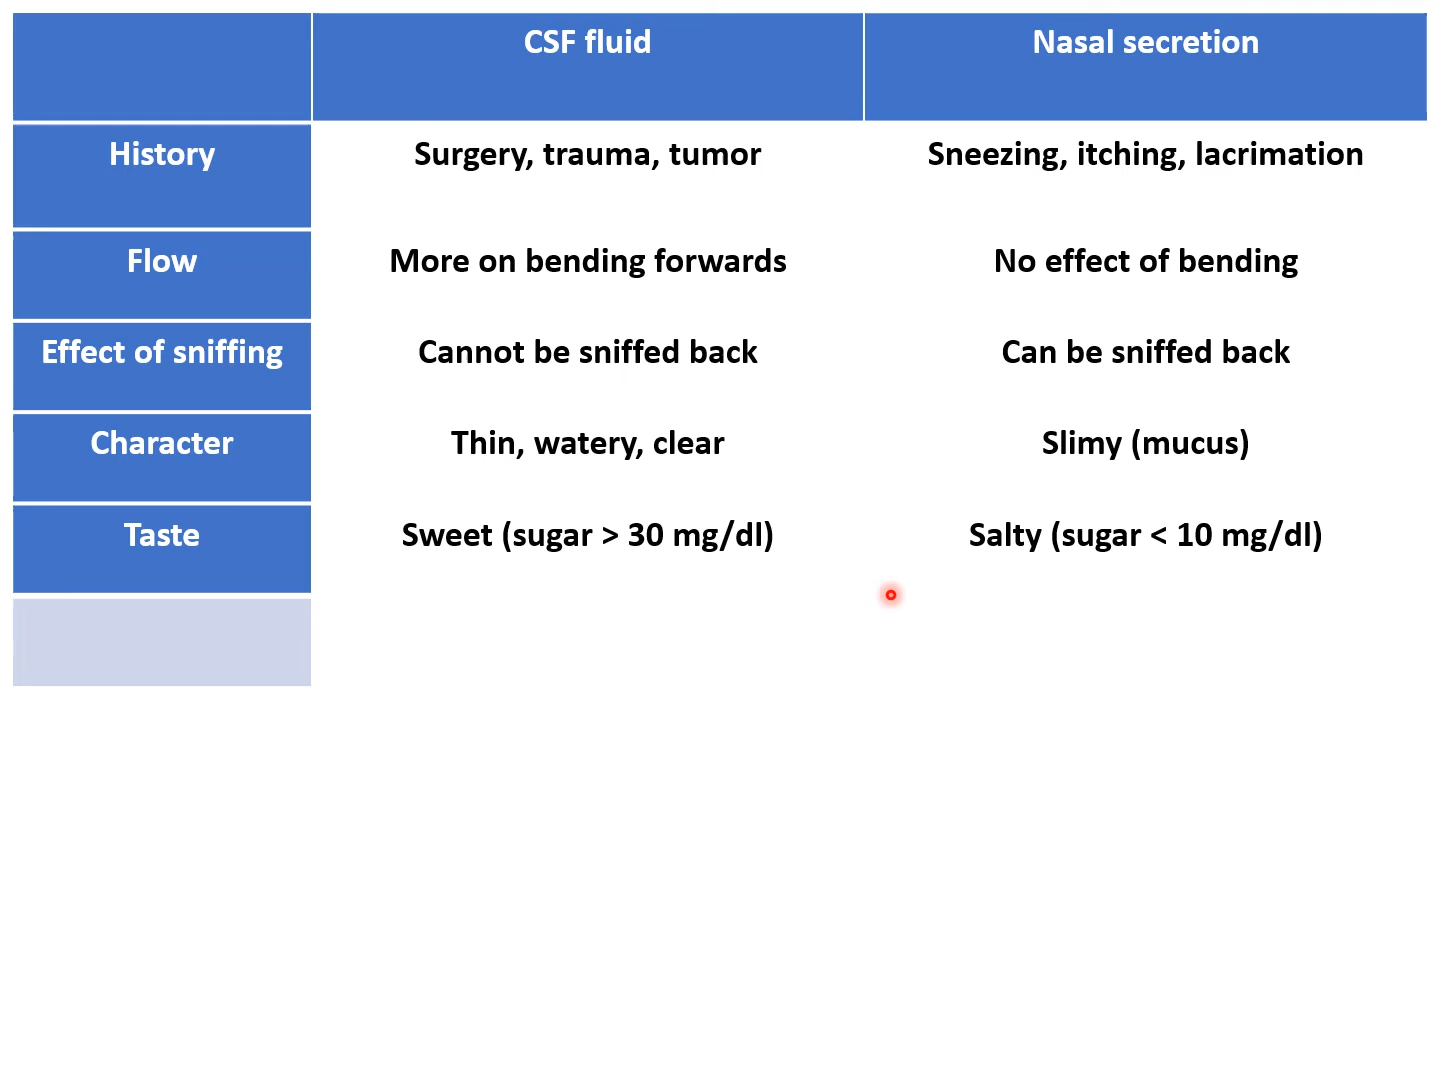 CSF fluid Nasal secretion
History Surgery, trauma, tumor Sneezing, itching, lacrimation
Flow More on bending forwards No effect of bending
Effect of sniffing Cannot be sniffed back Can be sniffed back
Character Thin, watery, clear Slimy (mucus)
Taste Sweet (sugar > 30 mg/dl) Salty (sugar < 10 mg/dl)